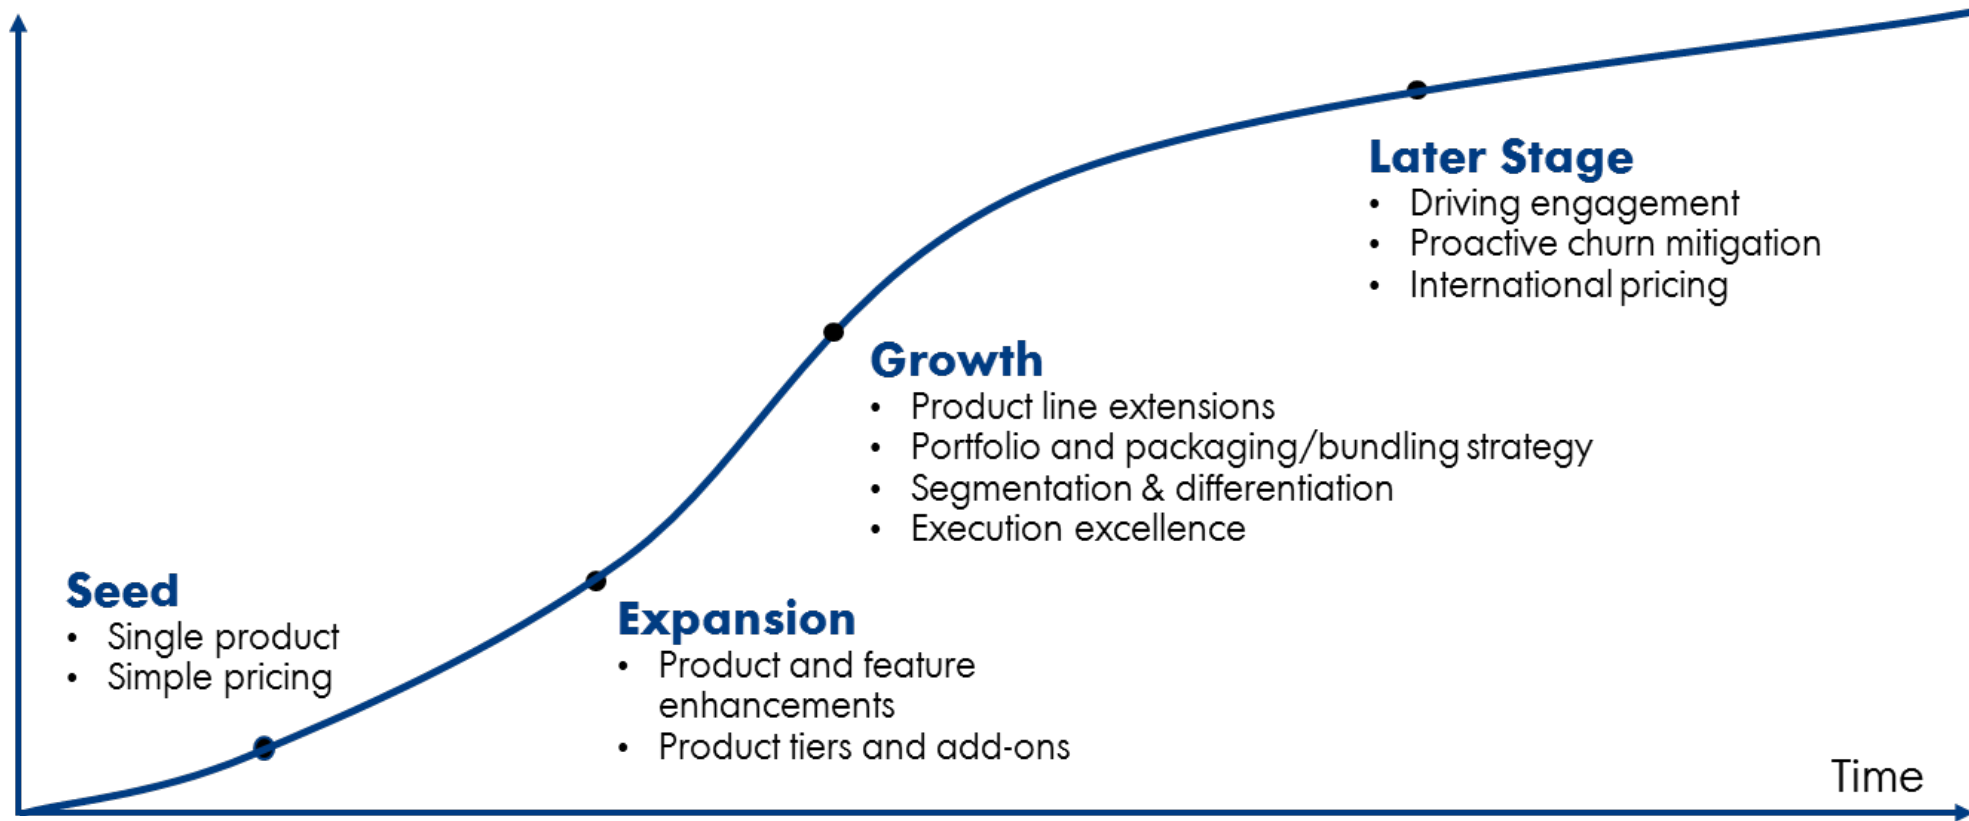 Seed
• Single product
• Simple pricing
Expansion
• Product and feature
enhancements
• Product tiers and add-ons
Growth
• Product line extensions
• Portfolio and packaging/bundling strategy
• Segmentation & differentiation
• Execution excellence
Later Stage
• Driving engagement
• Proactive churn mitigation
• International pricing
Time